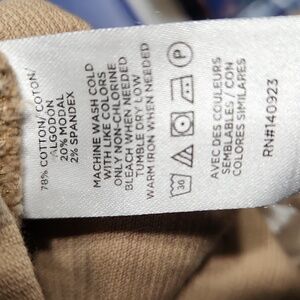 78% COTTON/COTON/
ALGODON
20% MODAL
2% SPANDEX
MACHINE WASH COLD
WITH LIKE COLORS
ONLY NON-CHLORINE
BLEACH WHEN NEEDED
TUMBLE DRY LOW
WARM IRON WHEN NEEDED
30
AVEC DES COULEURS
SEMBLABLES / CON
COLORES SIMILARES
RN#140923